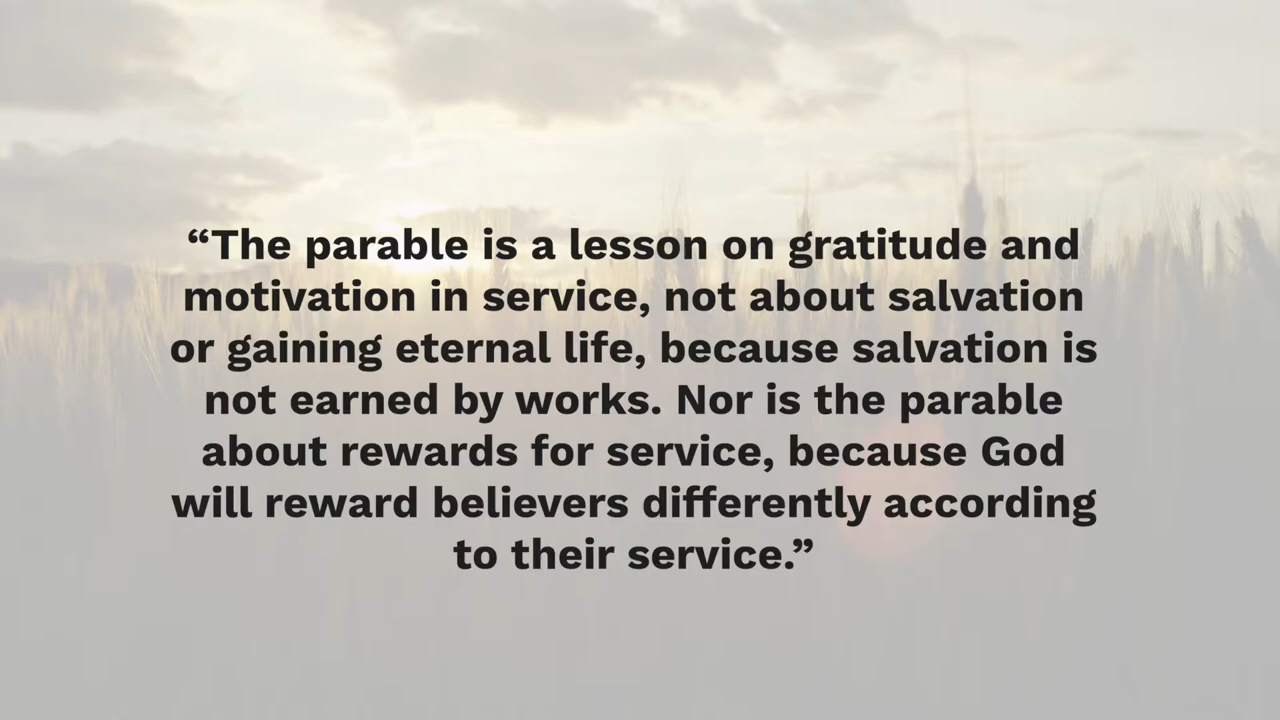 “The parable is a lesson on gratitude and
motivation in service, not about salvation
or gaining eternal life, because salvation is
not earned by works. Nor is the parable
about rewards for service, because God
will reward believers differently according
to their service.”